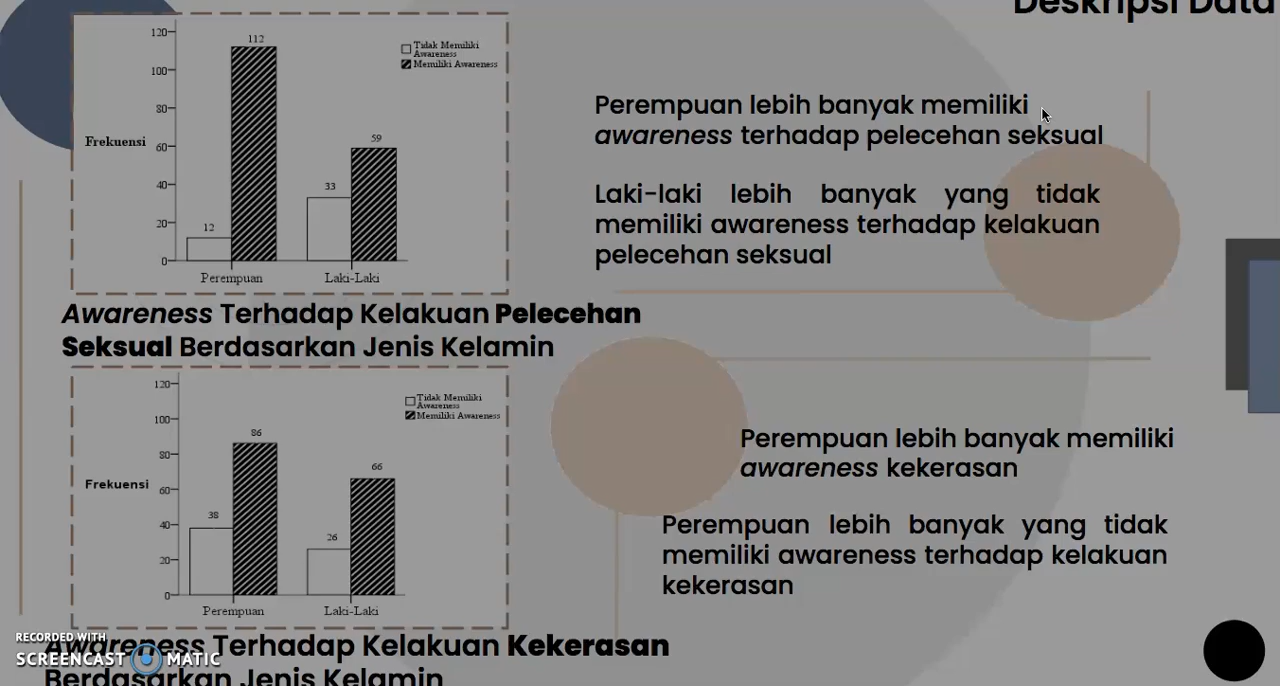 Deskripsi Data
120
112
Tidak Memiliki
Awareness
Memiliki Awareness
100
80
Frekuensi
60
59
40
33
20
12
0
Perempuan
Laki-Laki
Perempuan lebih banyak memiliki
awareness terhadap pelecehan seksual
Laki-laki lebih banyak yang tidak
memiliki awareness terhadap kelakuan
pelecehan seksual
Awareness Terhadap Kelakuan Pelecehan
Seksual Berdasarkan Jenis Kelamin
120
Tidak Memiliki
Awareness
Memiliki Awareness
100
86
80
66
Frekuensi
60
38
40
26
20
0
Perempuan
Laki-Laki
Perempuan lebih banyak memiliki
awareness kekerasan
Perempuan lebih banyak yang tidak
memiliki awareness terhadap kelakuan
kekerasan
Awareness Terhadap Kelakuan Kekerasan
Berdasarkan Jenis Kelamin
RECORDED WITH
SCREENCAST MATIC